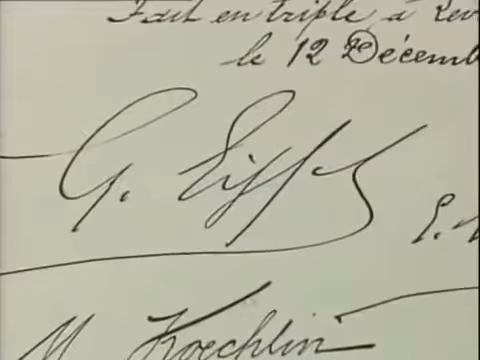 Fait en triple à
le 12 Décemb
G. Eiffel
M Koechlin